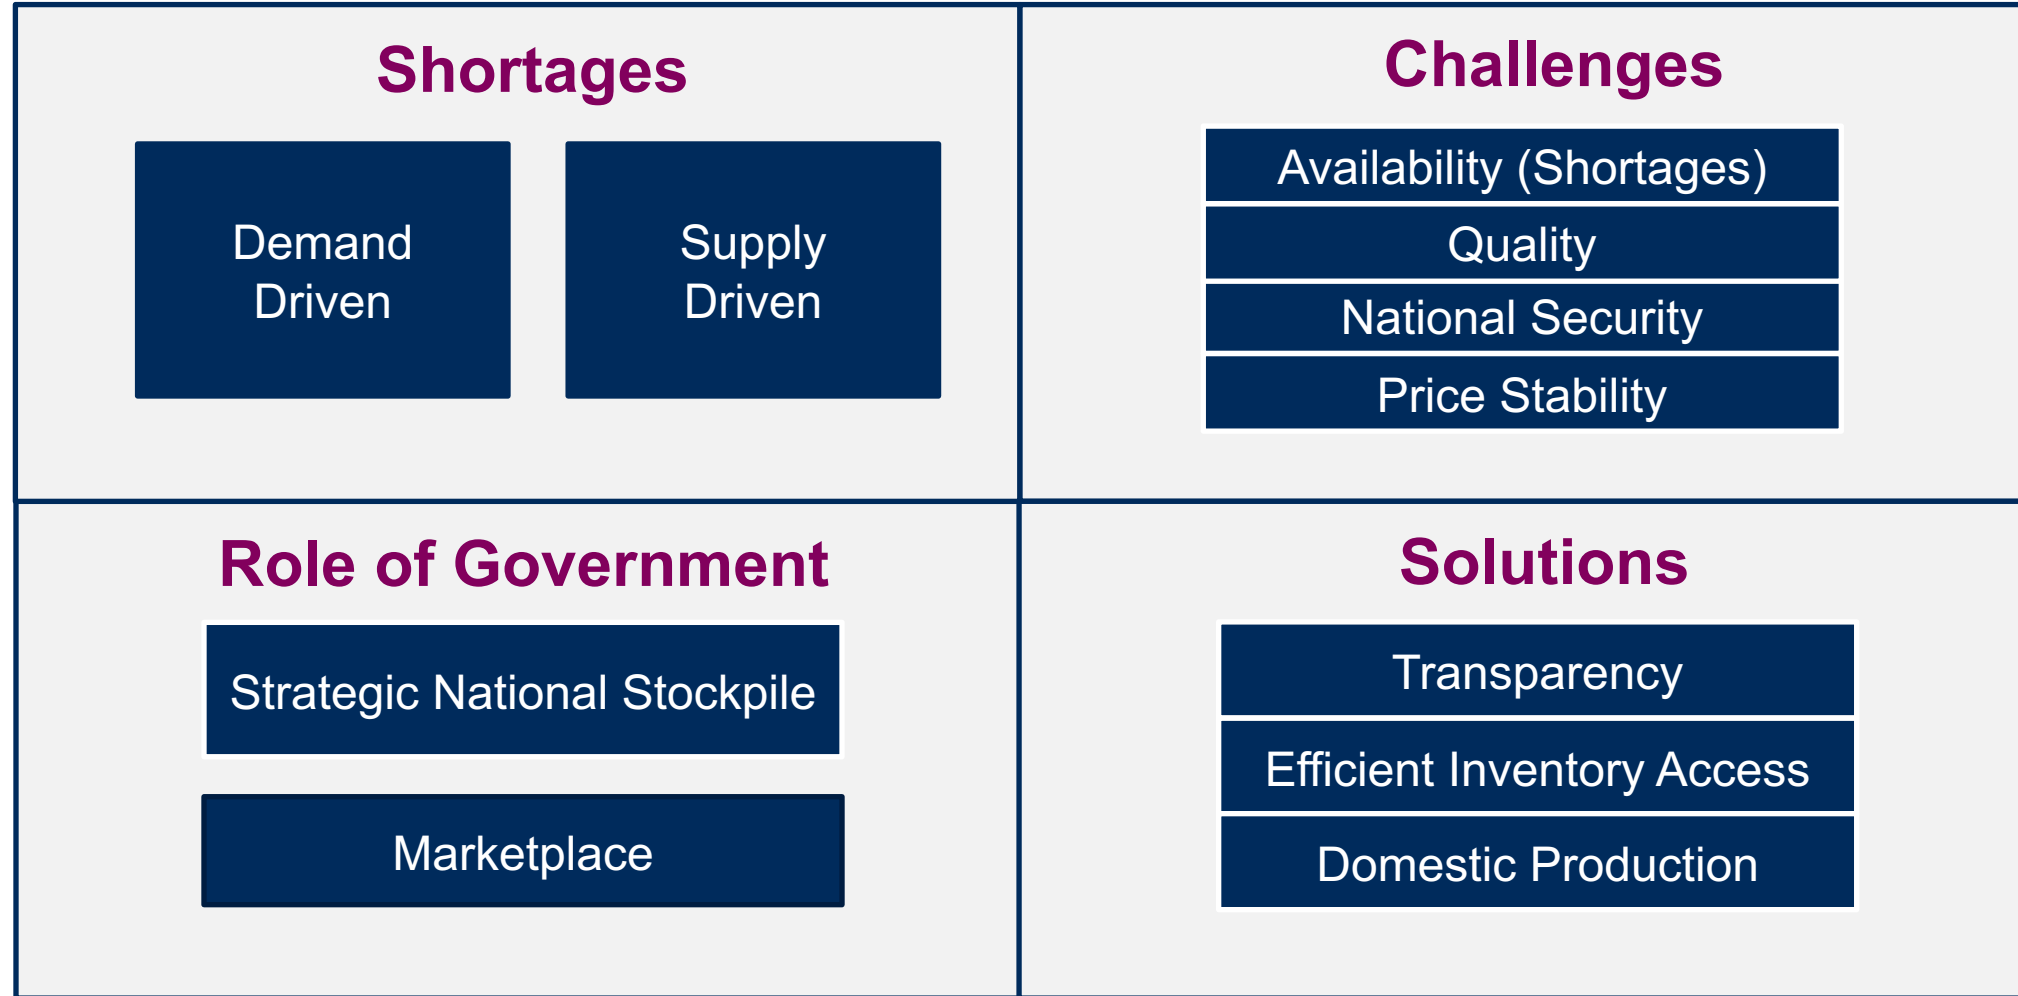 Shortages
Demand
Driven
Supply
Driven
Challenges
Availability (Shortages)
Quality
National Security
Price Stability
Role of Government
Strategic National Stockpile
Marketplace
Solutions
Transparency
Efficient Inventory Access
Domestic Production